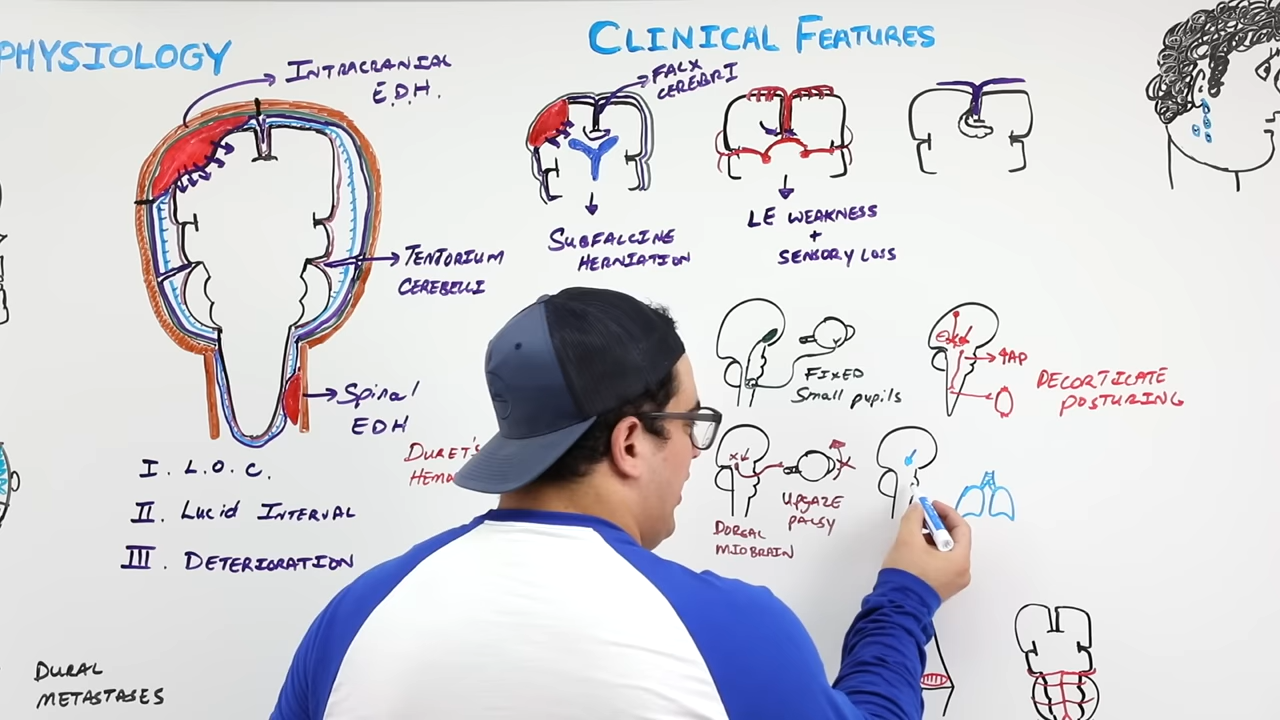 PHYSIOLOGY
CLINICAL FEATURES
INTRACRANIAL
E.D.H.
TENTORIUM
CEREBELLI
Spinal
EDH
I. L.O.C.
II. Lucid INTERVAL
III. DETERIORATION
DURAL
METASTASES
FALX
CEREBRI
SUBFALCINE
HERNIATION
LE WEAKNESS
+
SENSORY LOSS
FIXED
Small pupils
AP
DECORTICATE
POSTURING
DURET'S
UPGAZE
PALSY
DORSAL
MIDBRAIN